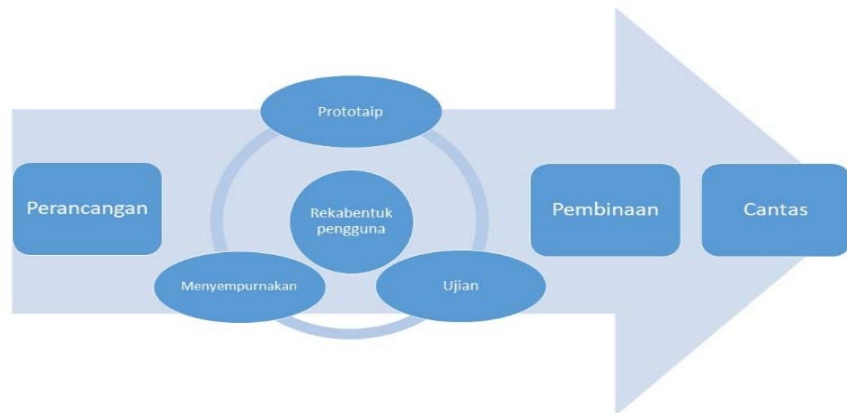 Prototaip
Perancangan
Rekabentuk
pengguna
Pembinaan
Cantas
Menyempurnakan
Ujian